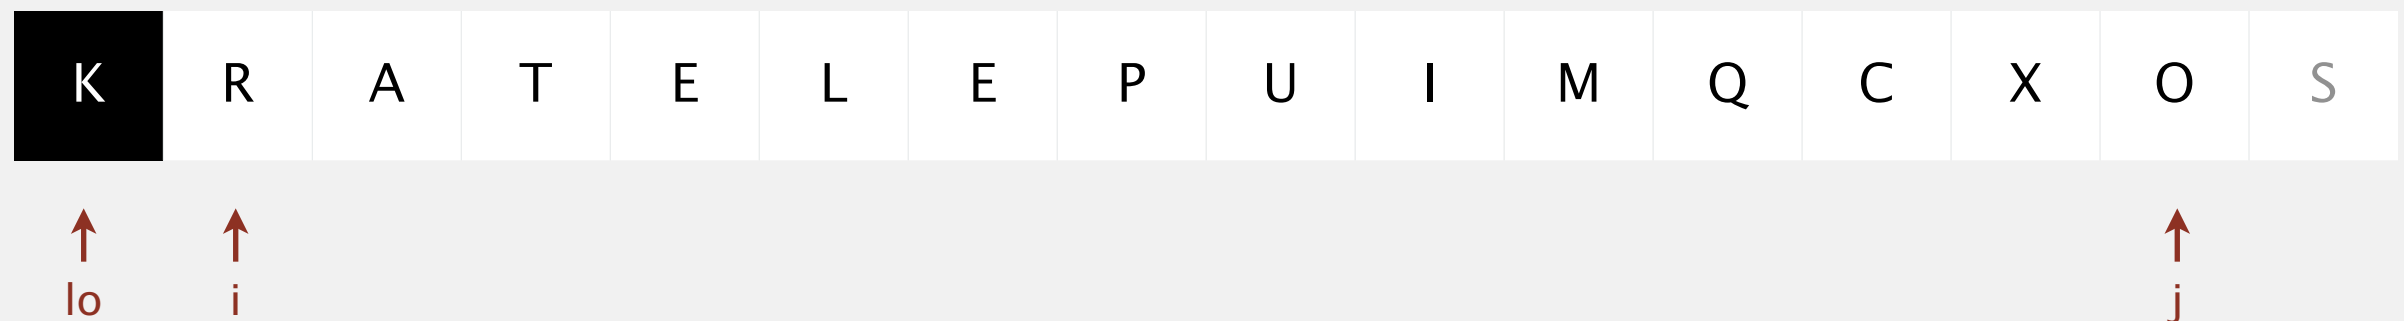 K R A T E L E P U I M Q C X O S
lo i j